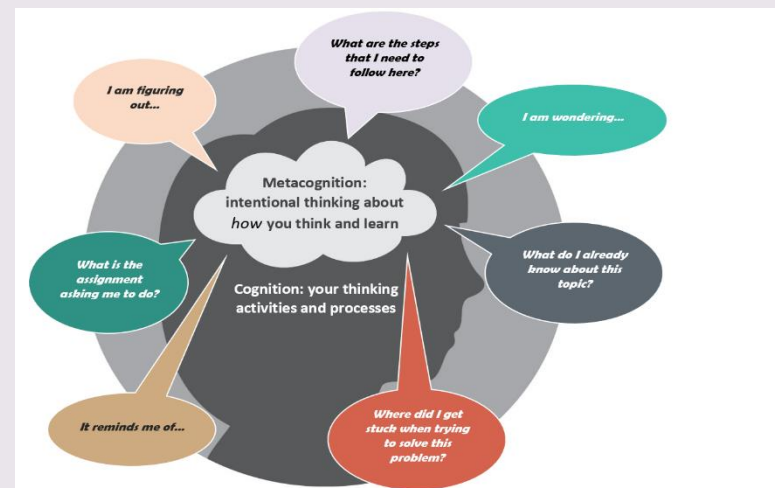 What are the steps
that I need to
follow here?
I am figuring
out...
I am wondering...
Metacognition:
intentional thinking about
how you think and learn
What is the
assignment
asking me to do?
What do I already
know about this
topic?
Cognition: your thinking
activities and processes
It reminds me of...
Where did I get
stuck when trying
to solve this
problem?